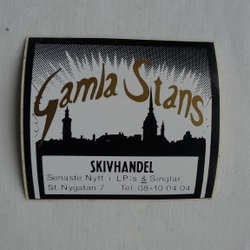 Gamla Stans
SKIVHANDEL
Senaste Nytt i LP:s & Singlar
St Nygatan 7 Tel. 08-10 04 04